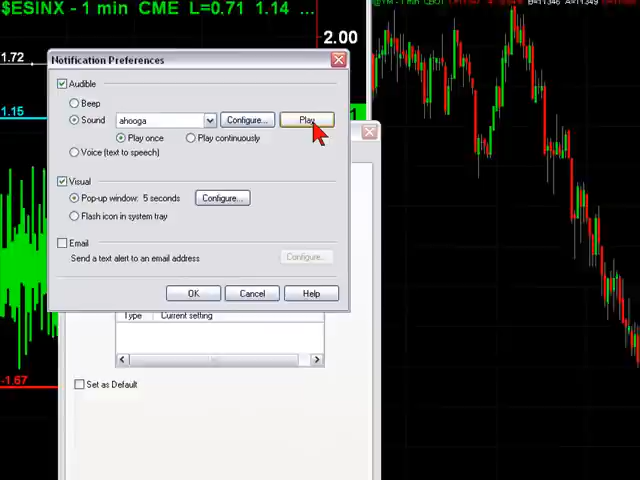 $ESINX - 1 min CME L=0.71 1.14 ...
2.00
1.72
1.15
-1.67
Notification Preferences
Audible
Beep
Sound ahooga Configure... Play
Play once Play continuously
Voice (text to speech)
Visual
Pop-up window: 5 seconds Configure...
Flash icon in system tray
Email
Send a text alert to an email address Configure...
OK Cancel Help
Type Current setting
Set as Default